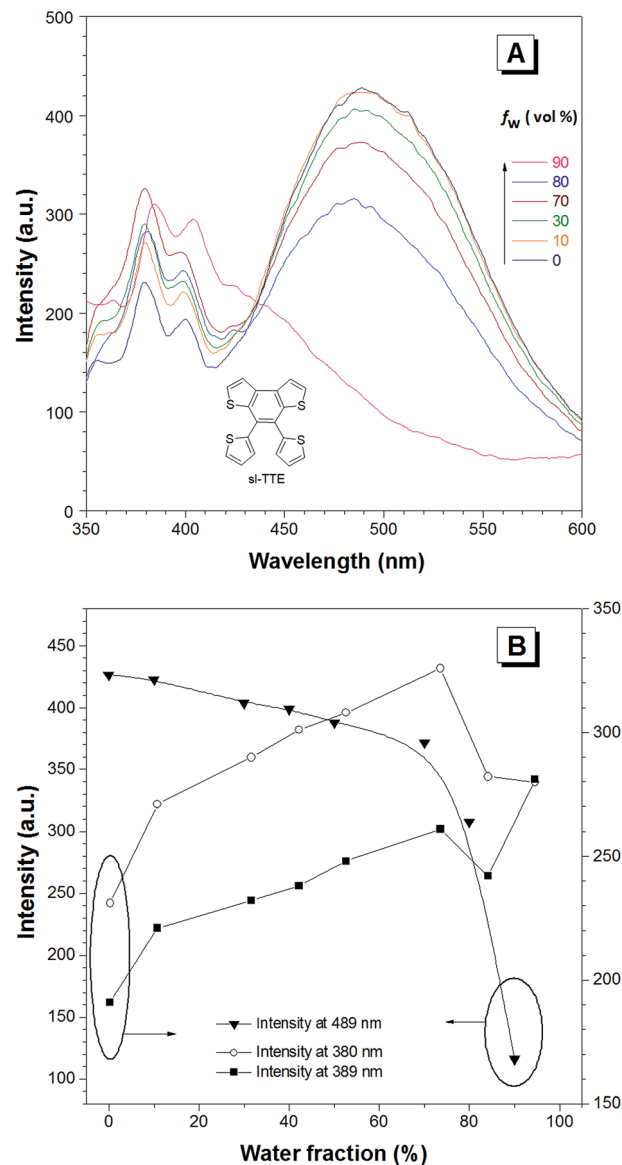 A
500
400
300
200
100
0
Intensity (a.u.)
fw ( vol %)
90
80
70
30
10
0
S S
S S
sl-TTE
350 400 450 500 550 600
Wavelength (nm)
B
450
400
350
300
250
200
150
100
Intensity (a.u.)
350
300
250
200
150
Intensity at 489 nm
Intensity at 380 nm
Intensity at 389 nm
0 20 40 60 80 100
Water fraction (%)